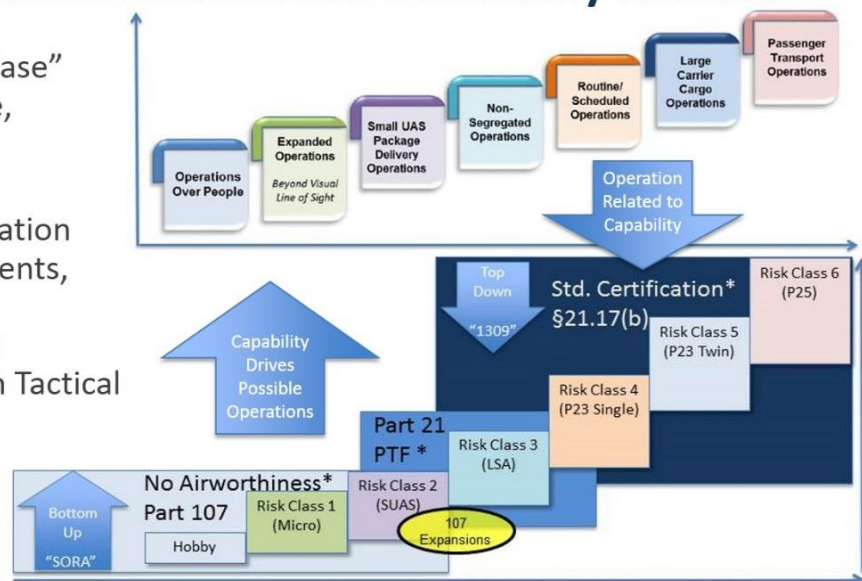 ase"
e,
ation
ents,
n Tactical
Operations
Over People
Expanded
Operations
Beyond Visual
Line of Sight
Small UAS
Package
Delivery
Operations
Non-
Segregated
Operations
Routine/
Scheduled
Operations
Large
Carrier
Cargo
Operations
Passenger
Transport
Operations
Operation
Related to
Capability
Capability
Drives
Possible
Operations
Top
Down
"1309"
Std. Certification*
§21.17(b)
Risk Class 6
(P25)
Risk Class 5
(P23 Twin)
Risk Class 4
(P23 Single)
Part 21
PTF *
Risk Class 3
(LSA)
No Airworthiness*
Part 107
Risk Class 2
(SUAS)
Risk Class 1
(Micro)
Hobby
107
Expansions
Bottom
Up
"SORA"